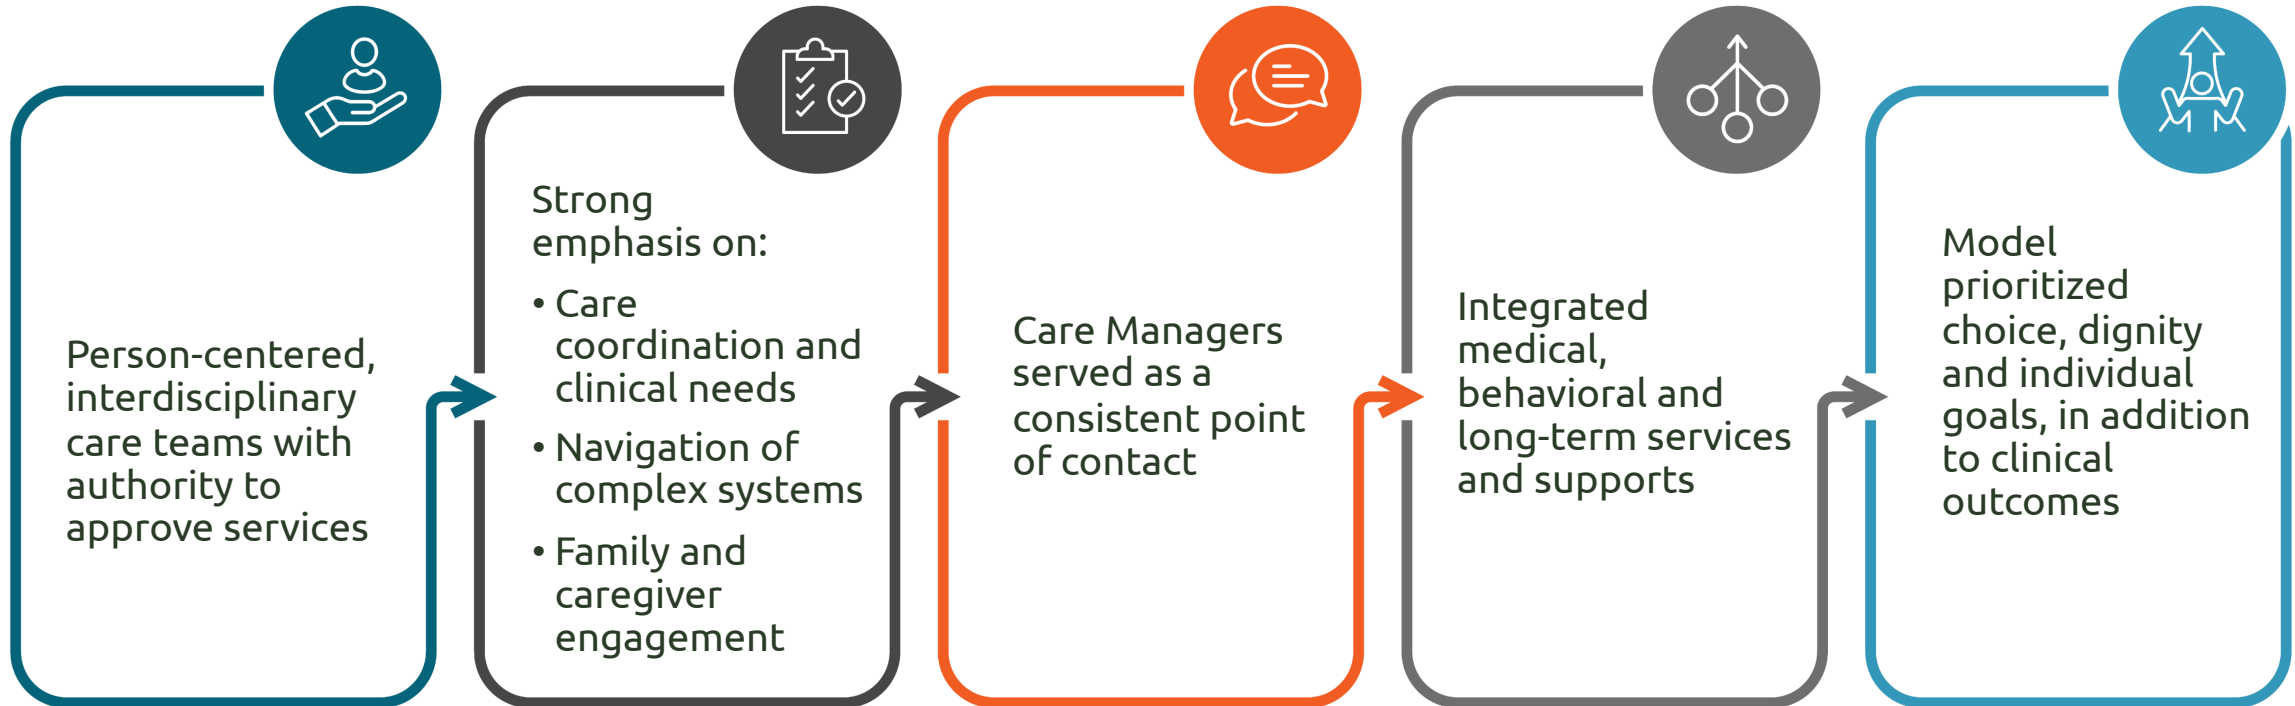 Person-centered,
interdisciplinary
care teams with
authority to
approve services
Strong
emphasis on:
• Care
coordination and
clinical needs
• Navigation of
complex systems
• Family and
caregiver
engagement
Care Managers
served as a
consistent point
of contact
Integrated
medical,
behavioral and
long-term services
and supports
Model
prioritized
choice, dignity
and individual
goals, in addition
to clinical
outcomes